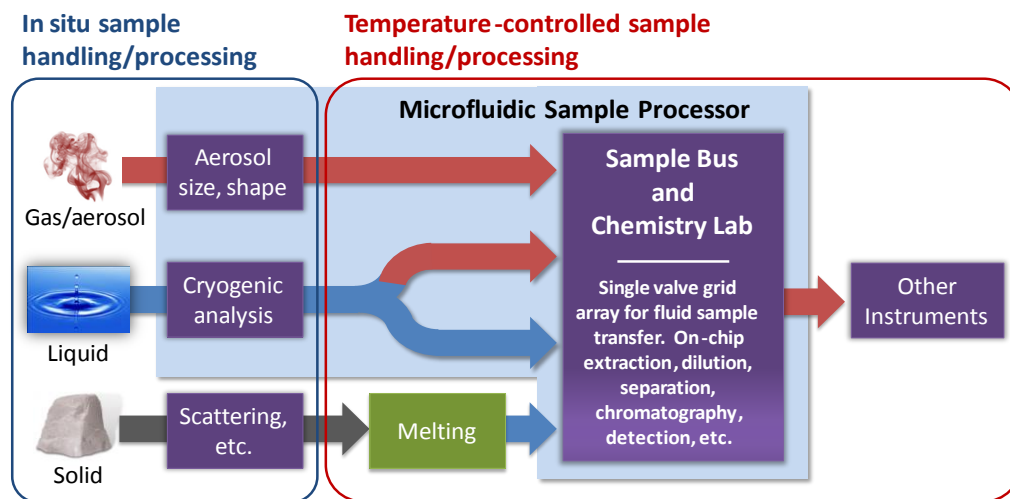 In situ sample
handling/processing
Temperature-controlled sample
handling/processing
Microfluidic Sample Processor
Gas/aerosol
Aerosol
size, shape
Liquid
Cryogenic
analysis
Solid
Scattering,
etc.
Melting
Sample Bus
and
Chemistry Lab
Single valve grid
array for fluid sample
transfer. On-chip
extraction, dilution,
separation,
chromatography,
detection, etc.
Other
Instruments